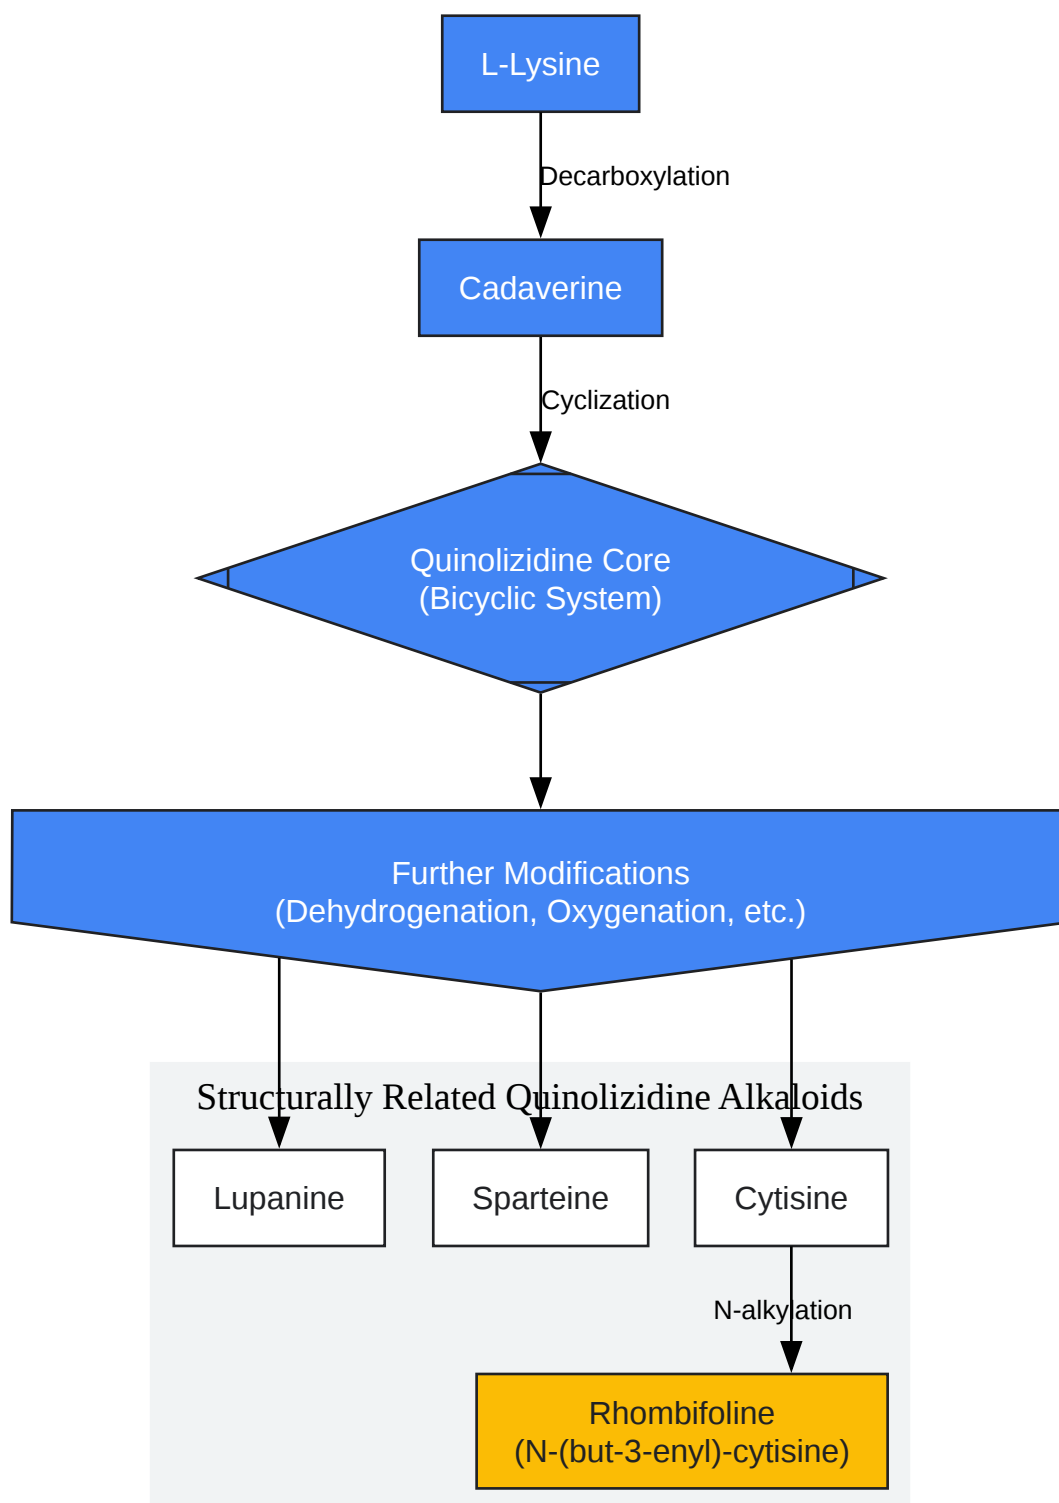 L-Lysine
Decarboxylation
Cadaverine
Cyclization
Quinolizidine Core
(Bicyclic System)
Further Modifications
(Dehydrogenation, Oxygenation, etc.)
Structurally Related Quinolizidine Alkaloids
Lupanine
Sparteine
Cytisine
N-alkylation
Rhombifoline
(N-(but-3-enyl)-cytisine)